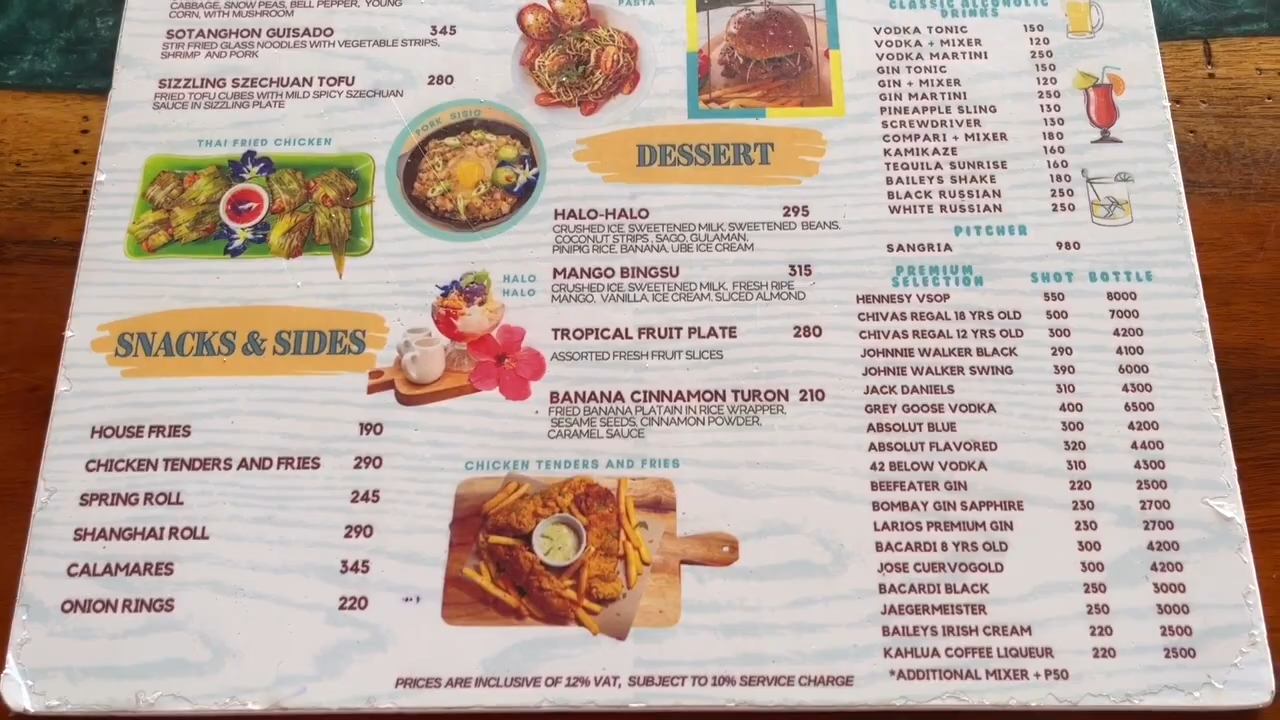 CABBAGE, SNOW PEAS, BELL PEPPER, YOUNG
CORN, WITH MUSHROOM
SOTANGHON GUISADO 345
STIR FRIED GLASS NOODLES WITH VEGETABLE STRIPS,
SHRIMP AND PORK
SIZZLING SZECHUAN TOFU 280
FRIED TOFU CUBES WITH MILD SPICY SZECHUAN
SAUCE IN SIZZLING PLATE
THAI FRIED CHICKEN
PORK SISIG
SNACKS & SIDES
HOUSE FRIES 190
CHICKEN TENDERS AND FRIES 290
SPRING ROLL 245
SHANGHAI ROLL 290
CALAMARES 345
ONION RINGS 220
PASTA
DESSERT
HALO-HALO 295
CRUSHED ICE, SWEETENED MILK, SWEETENED BEANS,
COCONUT STRIPS, SAGO, GULAMAN,
PINIPIG RICE, BANANA, UBE ICE CREAM
HALO
HALO
MANGO BINGSU 315
CRUSHED ICE, SWEETENED MILK, FRESH RIPE
MANGO, VANILLA ICE CREAM, SLICED ALMOND
TROPICAL FRUIT PLATE 280
ASSORTED FRESH FRUIT SLICES
BANANA CINNAMON TURON 210
FRIED BANANA PLATAIN IN RICE WRAPPER,
SESAME SEEDS, CINNAMON POWDER,
CARAMEL SAUCE
CHICKEN TENDERS AND FRIES
CLASSIC ALCOHOLIC
DRINKS
VODKA TONIC 150
VODKA + MIXER 120
VODKA MARTINI 250
GIN TONIC 150
GIN + MIXER 120
GIN MARTINI 250
PINEAPPLE SLING 130
SCREWDRIVER 130
COMPARI + MIXER 180
KAMIKAZE 160
TEQUILA SUNRISE 160
BAILEYS SHAKE 180
BLACK RUSSIAN 250
WHITE RUSSIAN 250
PITCHER
SANGRIA 980
PREMIUM
SELECTION SHOT BOTTLE
HENNESY VSOP 550 8000
CHIVAS REGAL 18 YRS OLD 500 7000
CHIVAS REGAL 12 YRS OLD 300 4200
JOHNNIE WALKER BLACK 290 4100
JOHNIE WALKER SWING 390 6000
JACK DANIELS 310 4300
GREY GOOSE VODKA 400 6500
ABSOLUT BLUE 300 4200
ABSOLUT FLAVORED 320 4400
42 BELOW VODKA 310 4300
BEEFEATER GIN 220 2500
BOMBAY GIN SAPPHIRE 230 2700
LARIOS PREMIUM GIN 230 2700
BACARDI 8 YRS OLD 300 4200
JOSE CUERVOGOLD 300 4200
BACARDI BLACK 250 3000
JAEGERMEISTER 250 3000
BAILEYS IRISH CREAM 220 2500
KAHLUA COFFEE LIQUEUR 220 2500
*ADDITIONAL MIXER + P50
PRICES ARE INCLUSIVE OF 12% VAT, SUBJECT TO 10% SERVICE CHARGE